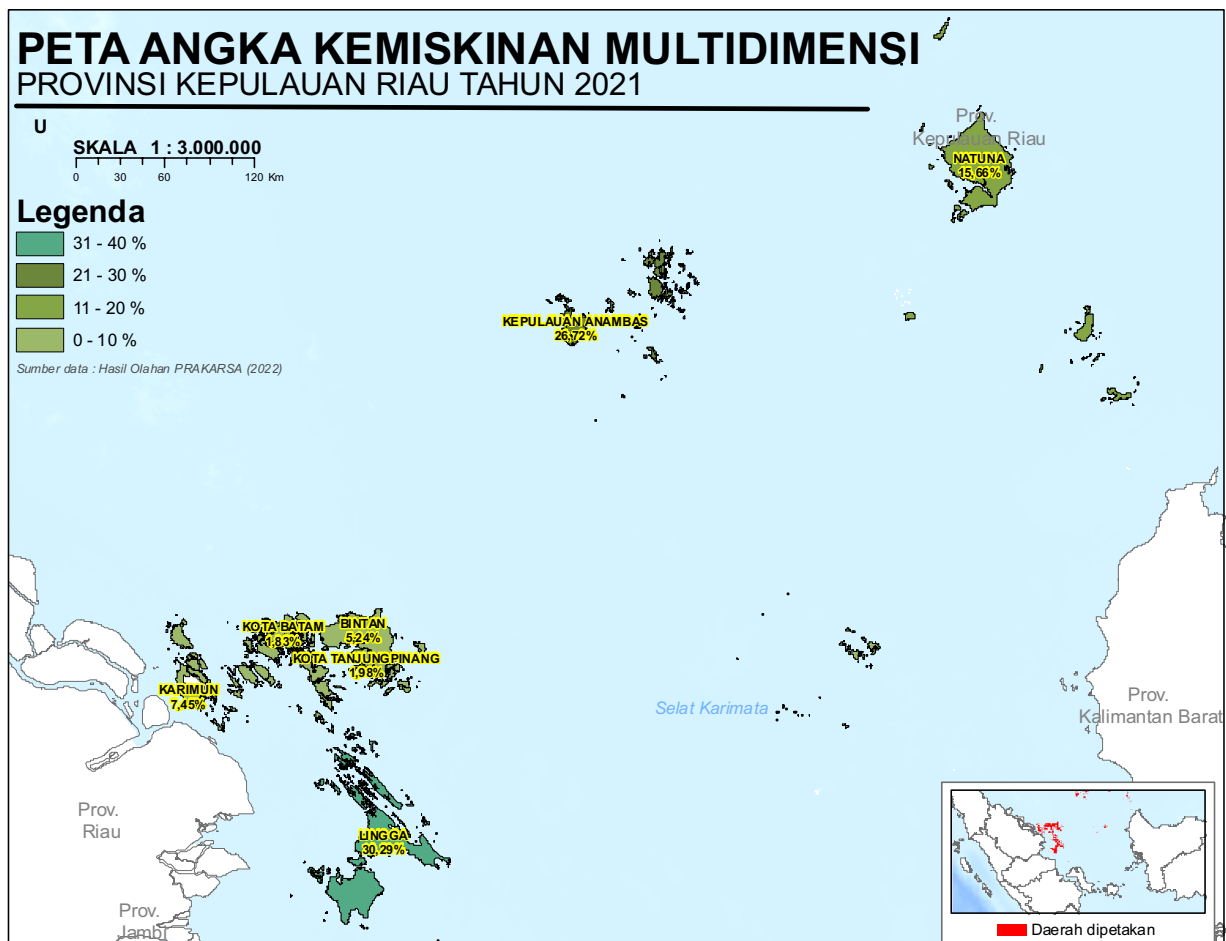 PETA ANGKA KEMISKINAN MULTIDIMENSI
PROVINSI KEPULAUAN RIAU TAHUN 2021
U
SKALA 1 : 3.000.000
0 30 60 120 Km
Legenda
31 - 40 %
21 - 30 %
11 - 20 %
0 - 10 %
Sumber data : Hasil Olahan PRAKARSA (2022)
Prov.
Kepulauan Riau
NATUNA
15,66%
KEPULAUAN ANAMBAS
26,72%
KOTA BATAM
1,83%
BINTAN
5,24%
KOTA TANJUNGPINANG
1,98%
KARIMUN
7,45%
Selat Karimata
Prov.
Kalimantan Barat
Prov.
Riau
LINGGA
30,29%
Prov.
Jambi
Daerah dipetakan